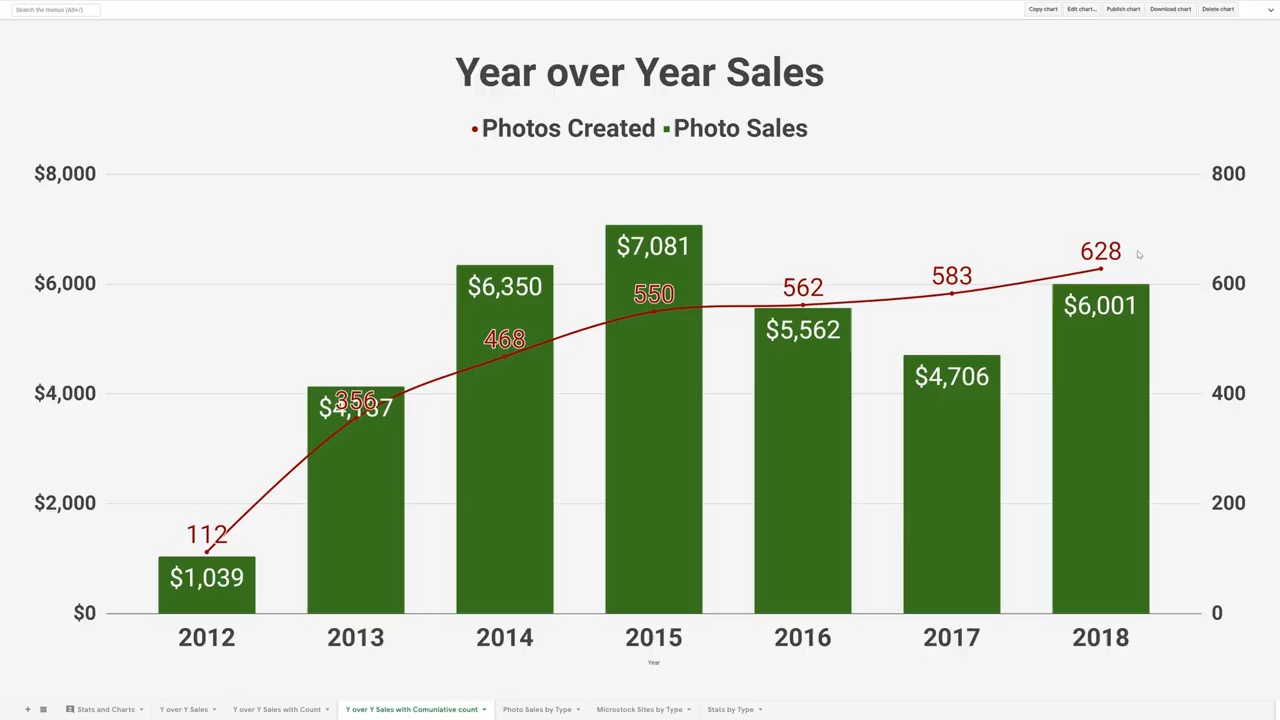 Search the menus (Alt+/)
Copy chart Edit chart... Publish chart Download chart Delete chart
Year over Year Sales
Photos Created Photo Sales
$8,000 800
$7,081
628
$6,000 $6,350 550 562 583 $6,001 600
$5,562
468
$4,706
$4,000 356 400
$2,000 200
112
$1,039
$0 0
2012 2013 2014 2015 2016 2017 2018
Year
Stats and Charts Y over Y Sales Y over Y Sales with Count Y over Y Sales with Comunlative count Photo Sales by Type Microstock Sites by Type Stats by Type